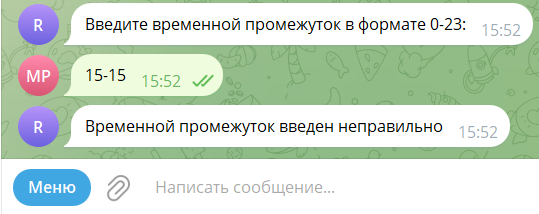 R
Введите временной промежуток в формате 0-23:
15:52
MP
15-15
15:52
R
Временной промежуток введен неправильно
15:52
Меню
Написать сообщение...